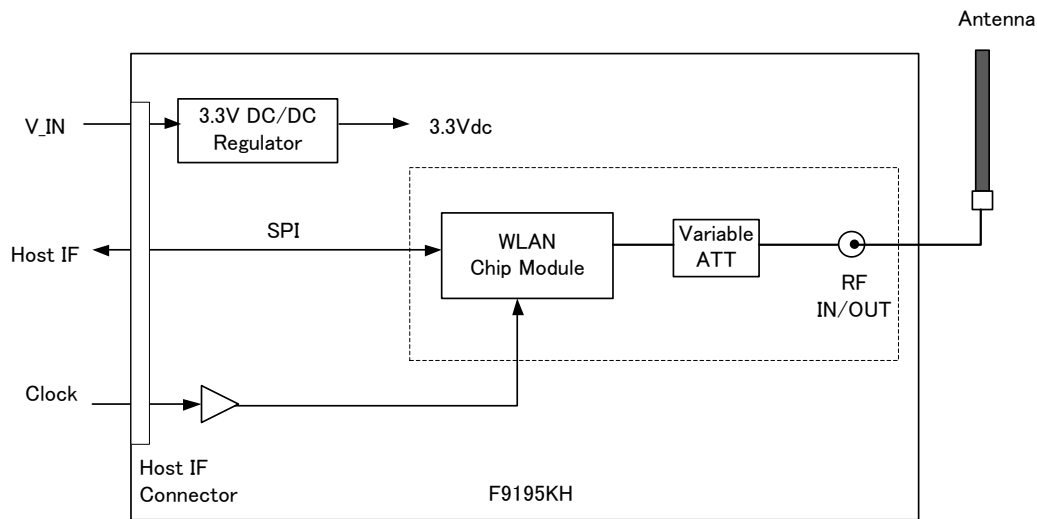 Antenna
V_IN
3.3V DC/DC
Regulator
3.3Vdc
Host IF
SPI
WLAN
Chip Module
Variable
ATT
RF
IN/OUT
Clock
Host IF
Connector
F9195KH